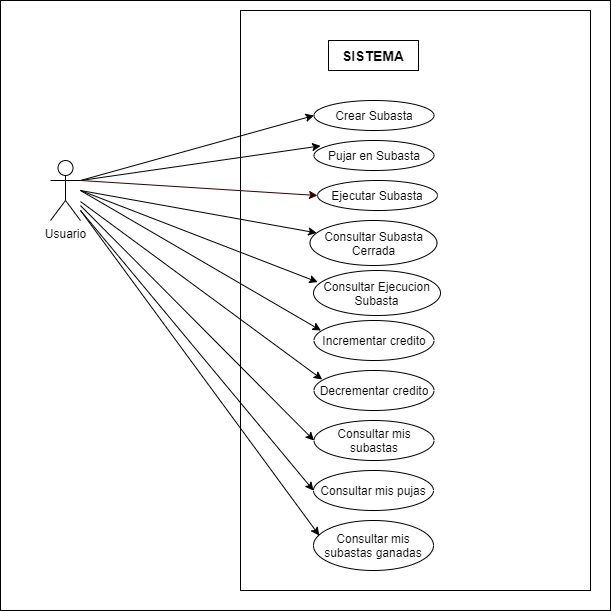 SISTEMA
Crear Subasta
Pujar en Subasta
Ejecutar Subasta
Usuario
Consultar Subasta
Cerrada
Consultar Ejecucion
Subasta
Incrementar credito
Decrementar credito
Consultar mis
subastas
Consultar mis pujas
Consultar mis
subastas ganadas